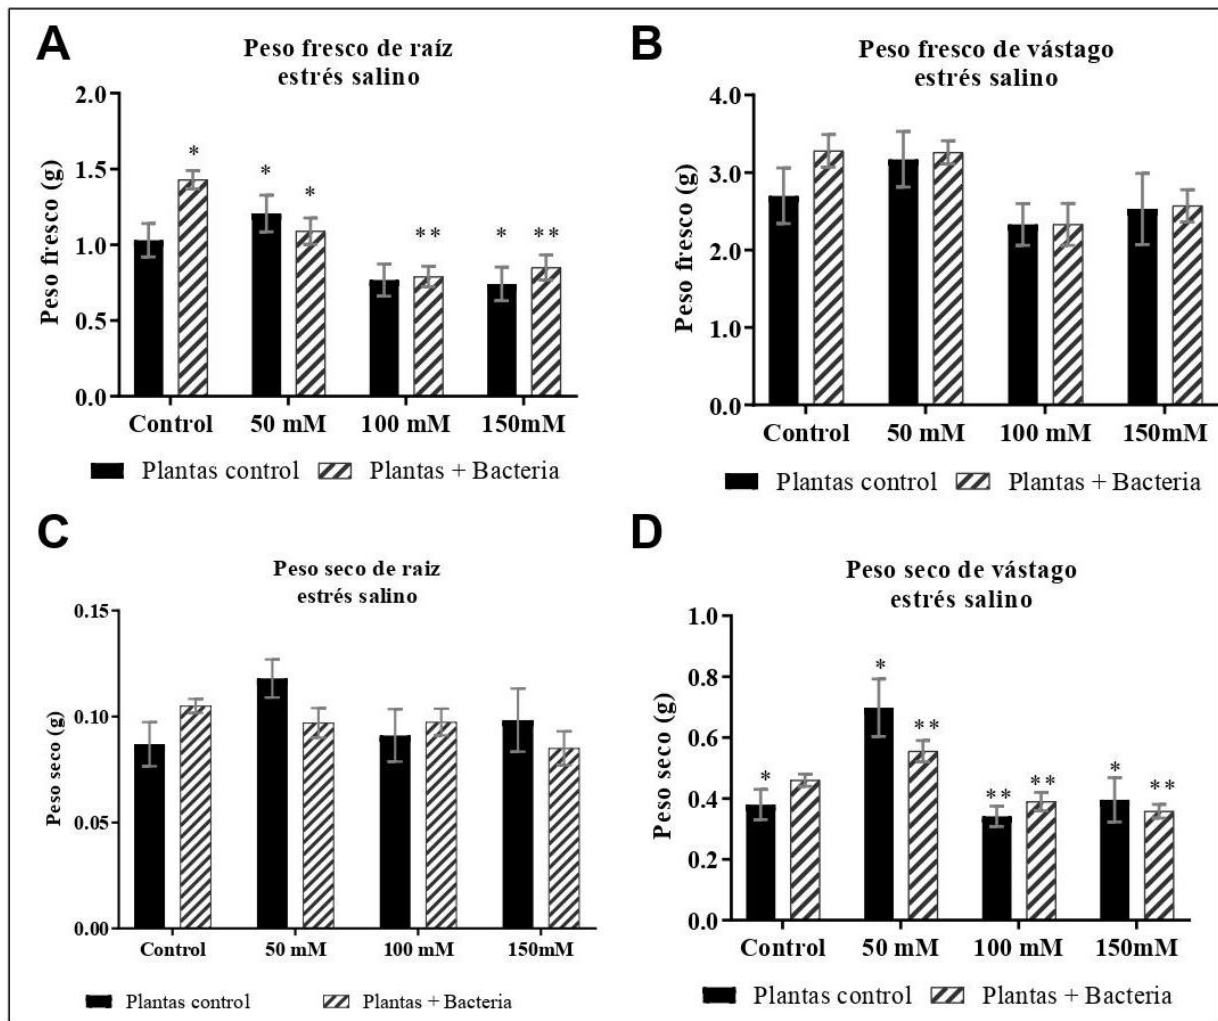 A
Peso fresco de raíz
estrés salino
Peso fresco (g)
2.0
1.5
1.0
0.5
0.0
*
*
*
**
*
**
Control 50 mM 100 mM 150mM
Plantas control Plantas + Bacteria
B
Peso fresco de vástago
estrés salino
Peso fresco (g)
4.0
3.0
2.0
1.0
0.0
Control 50 mM 100 mM 150mM
Plantas control Plantas + Bacteria
C
Peso seco de raiz
estrés salino
Peso seco (g)
0.15
0.10
0.05
0.00
Control 50 mM 100 mM 150mM
Plantas control Plantas + Bacteria
D
Peso seco de vástago
estrés salino
Peso seco (g)
1.0
0.8
0.6
0.4
0.2
0.0
*
*
**
**
**
*
**
Control 50 mM 100 mM 150mM
Plantas control Plantas + Bacteria